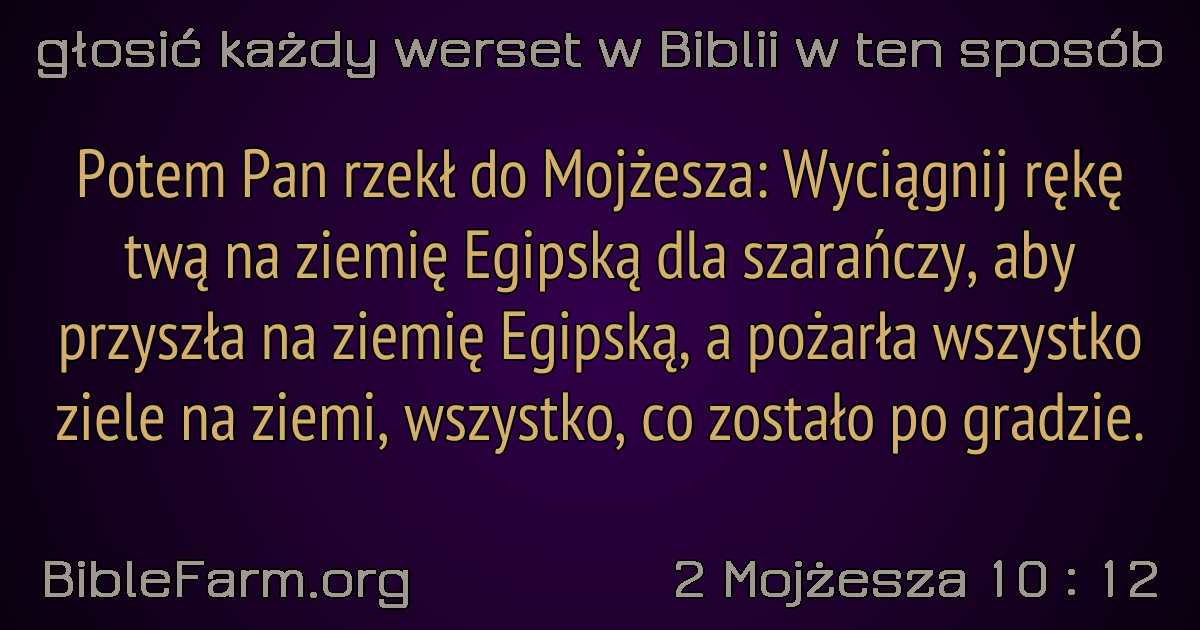 głosić każdy werset w Biblii w ten sposób
Potem Pan rzekł do Mojżesza: Wyciągnij rękę
twą na ziemię Egipską dla szarańczy, aby
przyszła na ziemię Egipską, a pożarła wszystko
ziele na ziemi, wszystko, co zostało po gradzie.
BibleFarm.org
2 Mojżesza 10 : 12